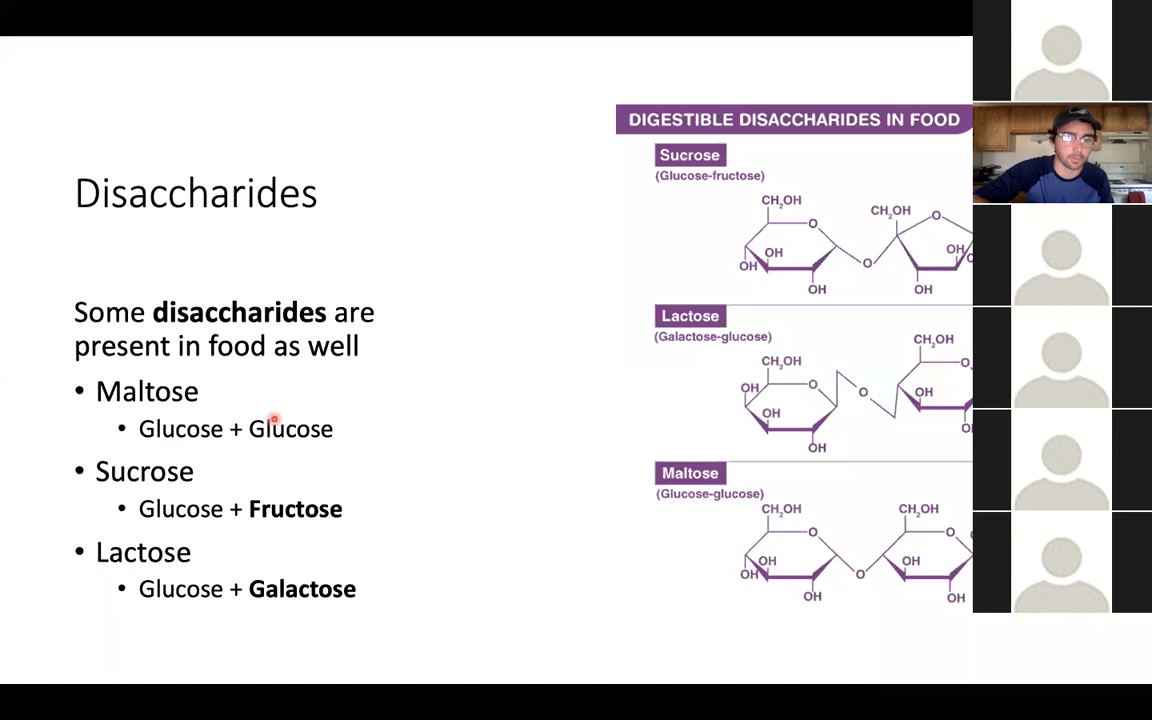 Disaccharides
Some disaccharides are
present in food as well
• Maltose
• Glucose + Glucose
• Sucrose
• Glucose + Fructose
• Lactose
• Glucose + Galactose
DIGESTIBLE DISACCHARIDES IN FOOD
Sucrose
(Glucose-fructose)
CH₂OH
O
OH
OH
OH
O
CH₂OH
O
OH
OH
Lactose
(Galactose-glucose)
CH₂OH
O
OH
OH
OH
O
CH₂OH
O
OH
Maltose
(Glucose-glucose)
CH₂OH
O
OH
OH
OH
O
CH₂OH
O
OH
OH